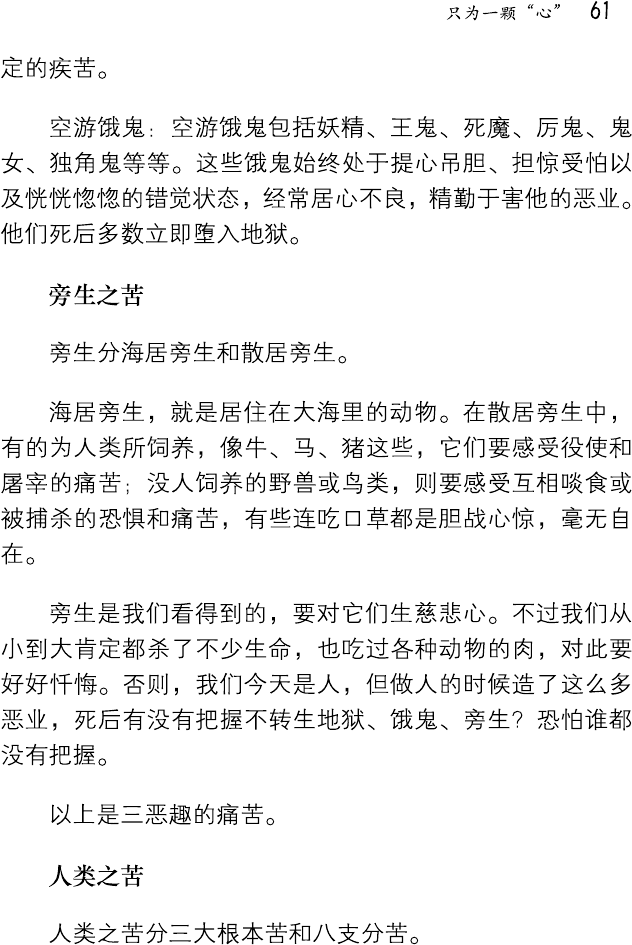 只为一颗“心” 61
定的疾苦。
空游饿鬼：空游饿鬼包括妖精、王鬼、死魔、厉鬼、鬼
女、独角鬼等等。这些饿鬼始终处于提心吊胆、担惊受怕以
及恍恍惚惚的错觉状态，经常居心不良，精勤于害他的恶业。
他们死后多数立即堕入地狱。
旁生之苦
旁生分海居旁生和散居旁生。
海居旁生，就是居住在大海里的动物。在散居旁生中，
有的为人类所饲养，像牛、马、猪这些，它们要感受役使和
屠宰的痛苦；没人饲养的野兽或鸟类，则要感受互相啖食或
被捕杀的恐惧和痛苦，有些连吃口草都是胆战心惊，毫无自
在。
旁生是我们看得到的，要对它们生慈悲心。不过我们从
小到大肯定都杀了不少生命，也吃过各种动物的肉，对此要
好好忏悔。否则，我们今天是人，但做人的时候造了这么多
恶业，死后有没有把握不转生地狱、饿鬼、旁生？恐怕谁都
没有把握。
以上是三恶趣的痛苦。
人类之苦
人类之苦分三大根本苦和八支分苦。